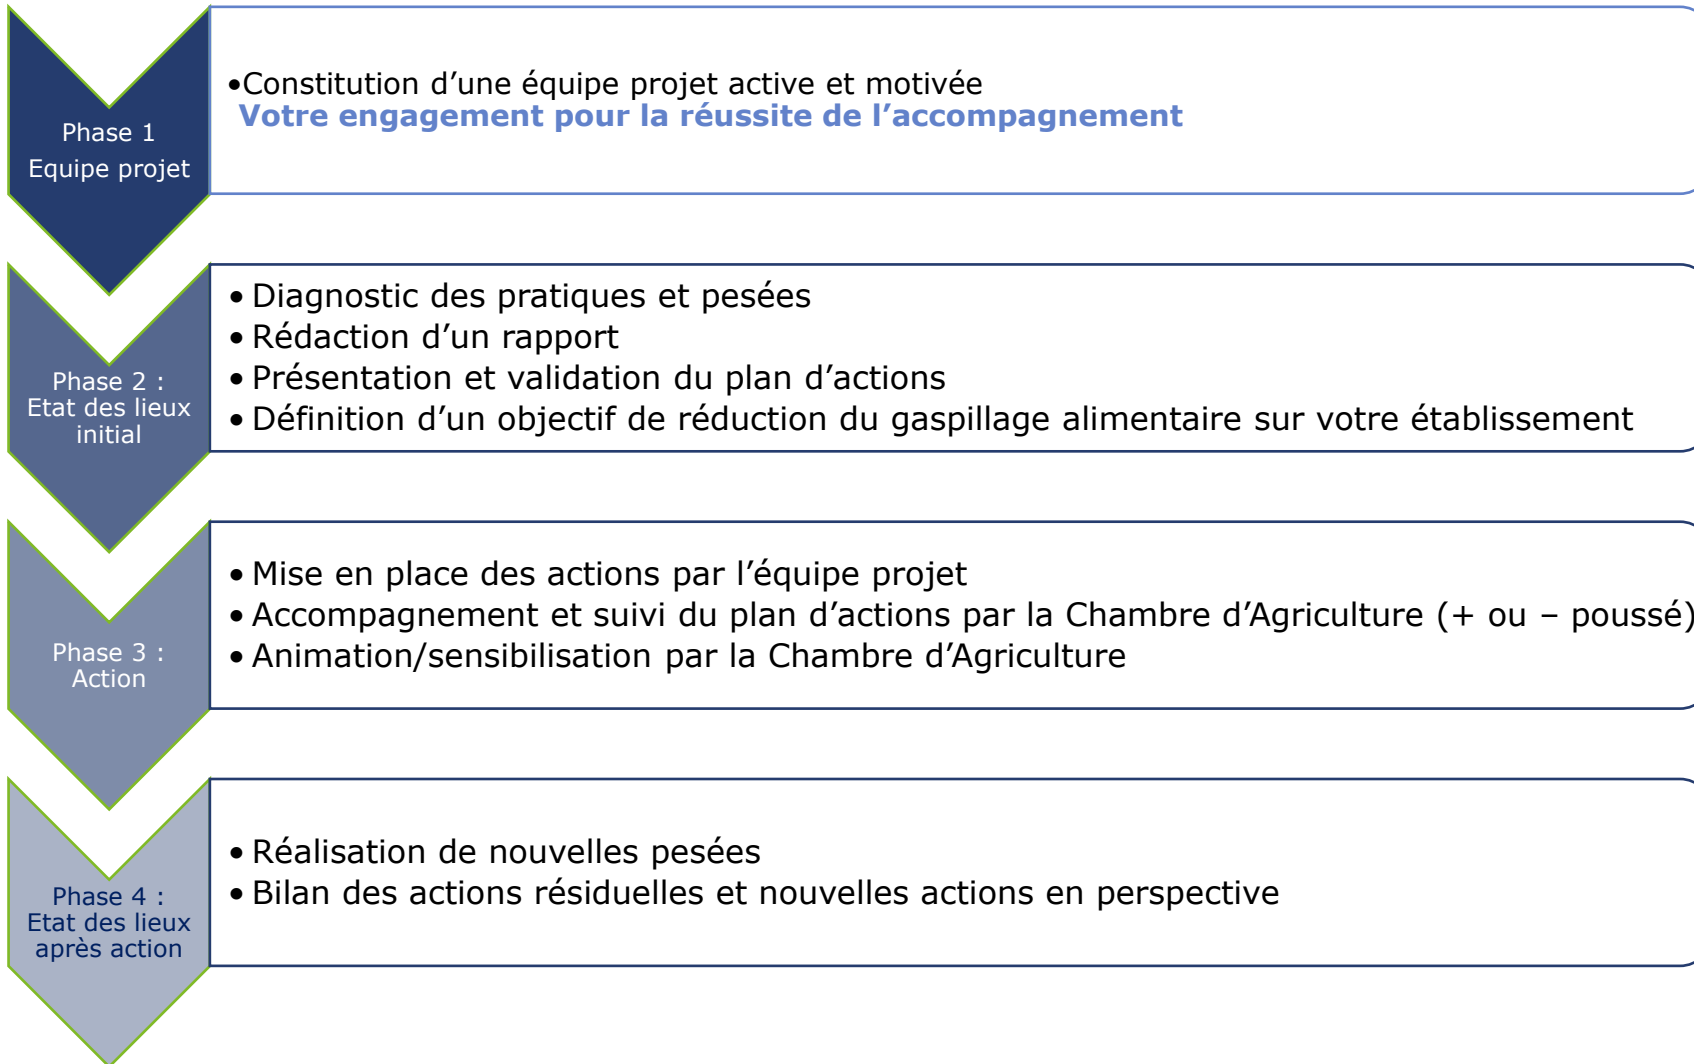 Phase 1
Equipe projet
•Constitution d’une équipe projet active et motivée
Votre engagement pour la réussite de l’accompagnement
Phase 2 :
Etat des lieux
initial
• Diagnostic des pratiques et pesées
• Rédaction d’un rapport
• Présentation et validation du plan d’actions
• Définition d’un objectif de réduction du gaspillage alimentaire sur votre établissement
Phase 3 :
Action
• Mise en place des actions par l’équipe projet
• Accompagnement et suivi du plan d’actions par la Chambre d’Agriculture (+ ou – poussé)
• Animation/sensibilisation par la Chambre d’Agriculture
Phase 4 :
Etat des lieux
après action
• Réalisation de nouvelles pesées
• Bilan des actions résiduelles et nouvelles actions en perspective